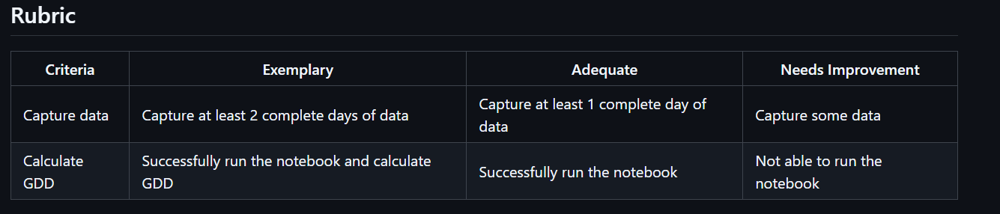 Rubric
Criteria Exemplary Adequate Needs Improvement
Capture data Capture at least 2 complete days of data Capture at least 1 complete day of
data Capture some data
Calculate
GDD Successfully run the notebook and calculate
GDD Successfully run the notebook Not able to run the
notebook